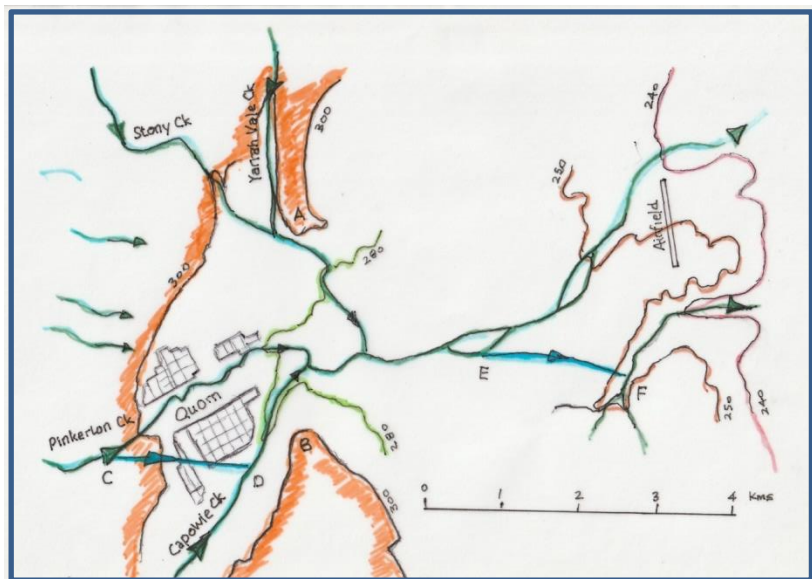 240
Stony Ck
Yarrah Vale Ck
300
250
A
Airfield
280
300
Quorn
E
F
Pinkerton Ck
B
280
250
240
C
D
300
0 1 2 3 4 Kms
Capowie Ck